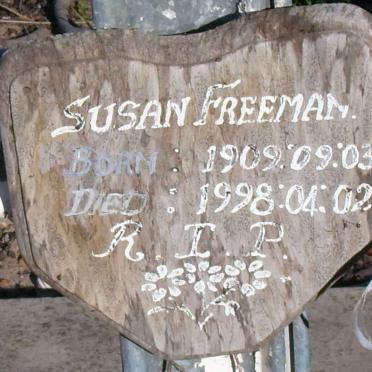 SUSAN FREEMAN.
BORN : 1909:09:03
DIED : 1998:04:02
R.I.P.